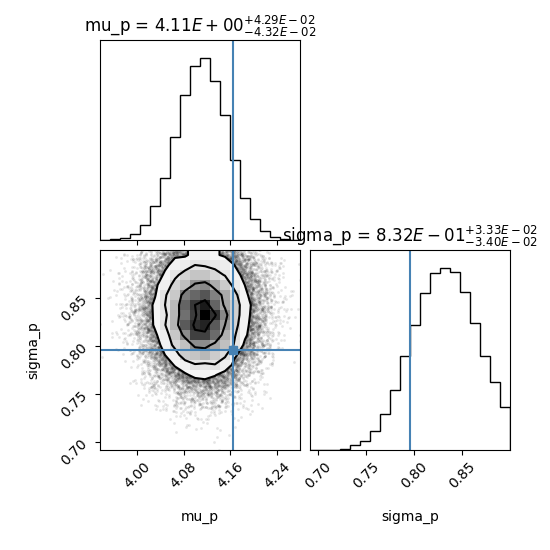 mu_p = 4.11E+00+4.29E−02−4.32E−02
sigma_p = 8.32E−01+3.33E−02−3.40E−02
0.85
0.80
0.75
0.70
sigma_p
4.00 4.08 4.16 4.24
0.70 0.75 0.80 0.85
mu_p
sigma_p